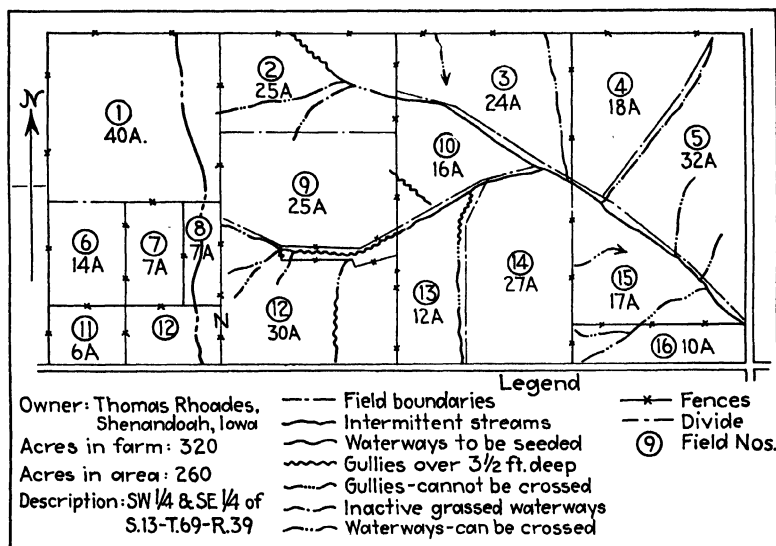 N
① 40A.
② 25A
③ 24A
④ 18A
⑤ 32A
⑥ 14A
⑦ 7A
⑧ 7A
⑨ 25A
⑩ 16A
⑪ 6A
⑫
N
⑫ 30A
⑬ 12A
⑭ 27A
⑮ 17A
⑯ 10A
Owner: Thomas Rhoades,
Shenandoah, Iowa
Acres in farm: 320
Acres in area: 260
Description: SW 1/4 & SE 1/4 of
S.13-T.69-R.39
Legend
Field boundaries
Intermittent streams
Waterways to be seeded
Gullies over 3½ ft. deep
Gullies-cannot be crossed
Inactive grassed waterways
Waterways-can be crossed
Fences
Divide
⑨ Field Nos.